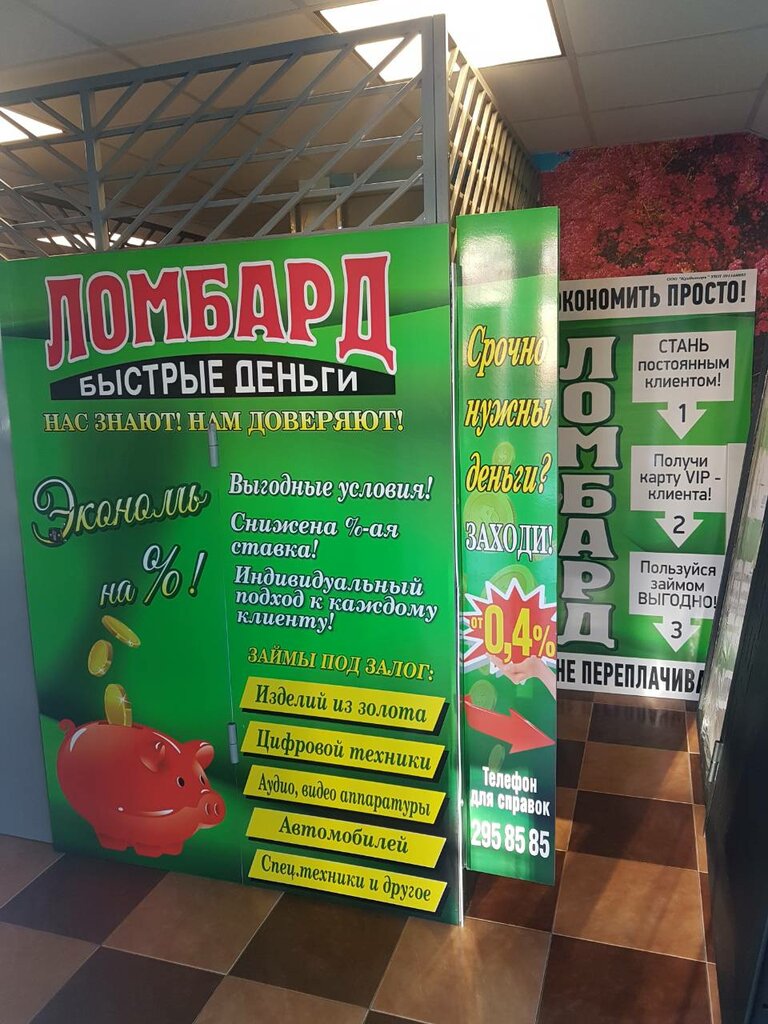 ЛОМБАРД
БЫСТРЫЕ ДЕНЬГИ
НАС ЗНАЮТ! НАМ ДОВЕРЯЮТ!
Экономь
на %!
Выгодные условия!
Снижена %-ая
ставка!
Индивидуальный
подход к каждому
клиенту!
ЗАЙМЫ ПОД ЗАЛОГ:
Изделий из золота
Цифровой техники
Аудио, видео аппаратуры
Автомобилей
Спец.техники и другое
Срочно
нужны
деньги?
ЗАХОДИ!
от 0,4%
Телефон
для справок
295 85 85
ЭКОНОМИТЬ ПРОСТО!
ЛОМБАРД
СТАНЬ
постоянным
клиентом!
1
Получи
карту VIP -
клиента!
2
Пользуйся
займом
ВЫГОДНО!
3
НЕ ПЕРЕПЛАЧИВА